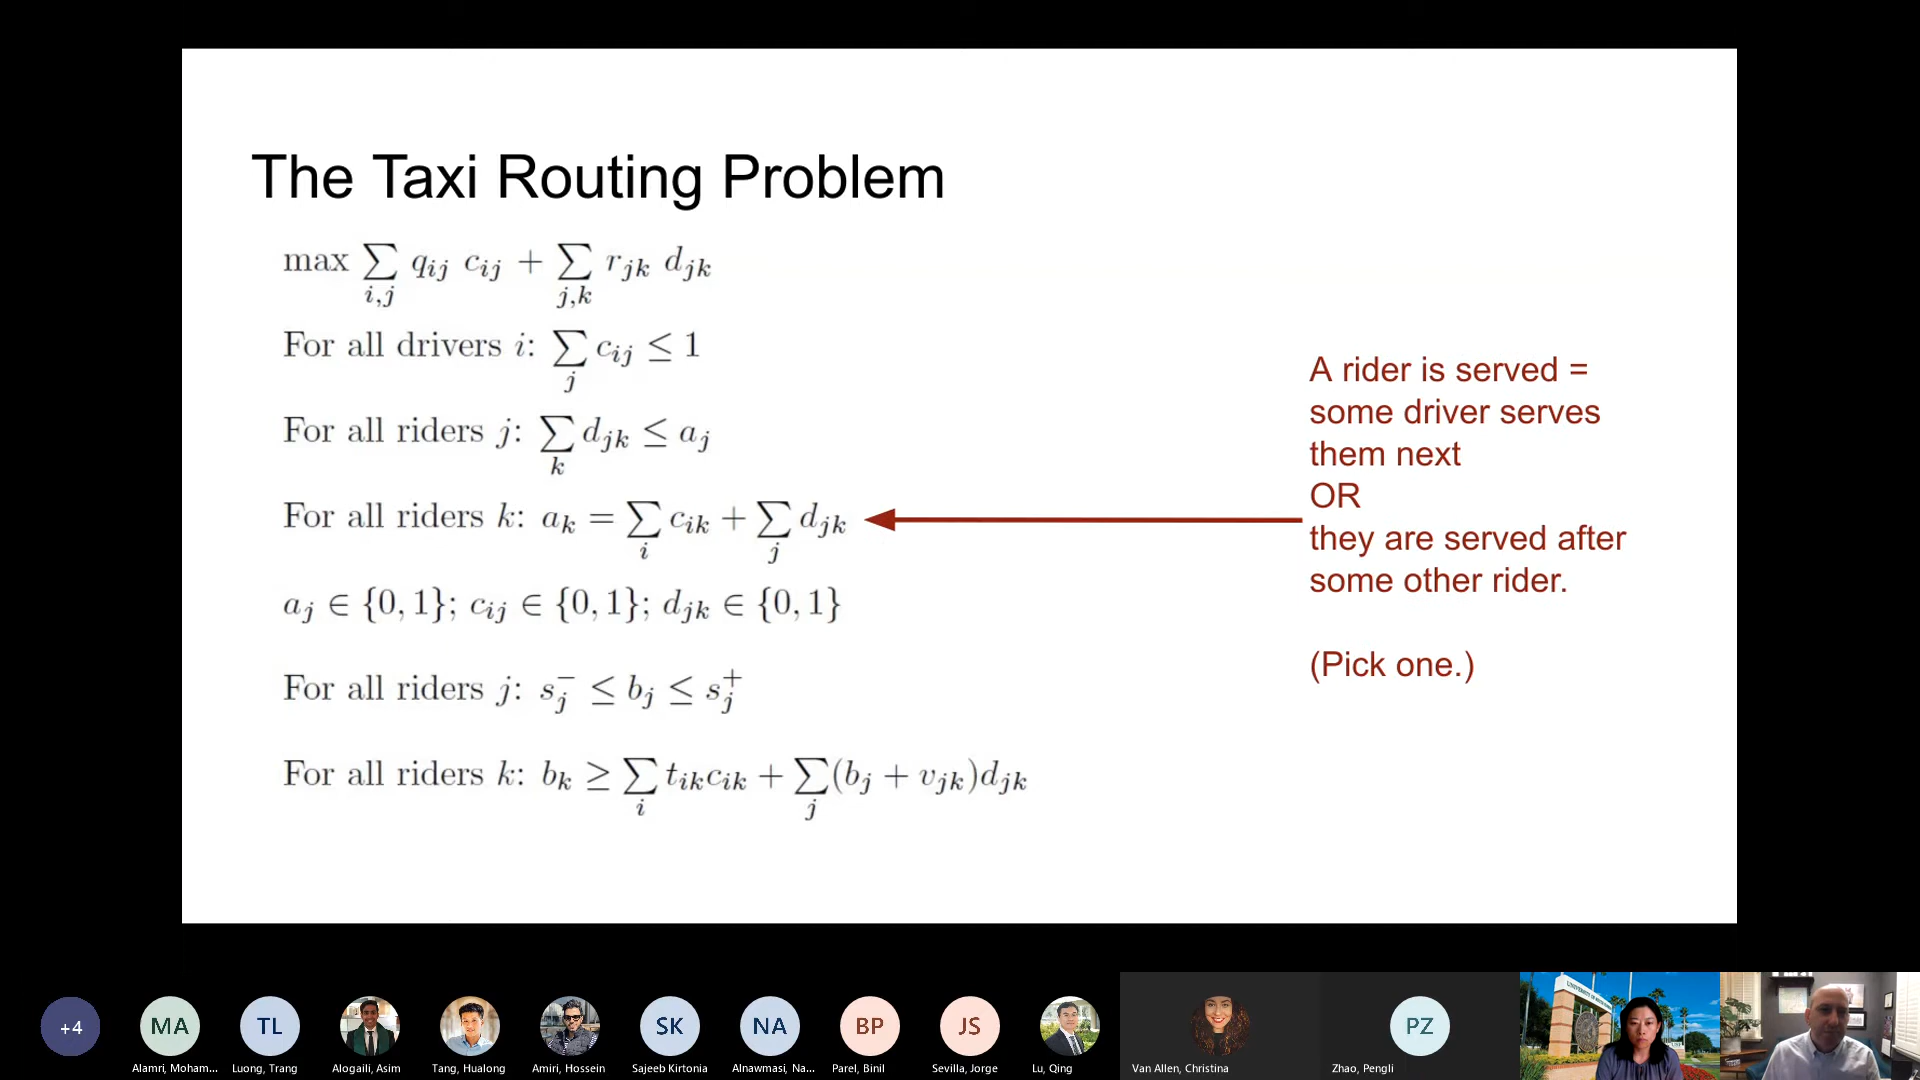 The Taxi Routing Problem
max ∑_{i,j} q_{ij} c_{ij} + ∑_{j,k} r_{jk} d_{jk}
For all drivers i: ∑_j c_{ij} ≤ 1
For all riders j: ∑_k d_{jk} ≤ a_j
For all riders k: a_k = ∑_i c_{ik} + ∑_j d_{jk}
a_j ∈ {0, 1}; c_{ij} ∈ {0, 1}; d_{jk} ∈ {0, 1}
For all riders j: s_j^- ≤ b_j ≤ s_j^+
For all riders k: b_k ≥ ∑_i t_{ik}c_{ik} + ∑_j (b_j + v_{jk})d_{jk}
A rider is served =
some driver serves
them next
OR
they are served after
some other rider.
(Pick one.)
+4
MA
TL
SK
NA
BP
JS
PZ
Alamri, Moham...
Luong, Trang
Alogaili, Asim
Tang, Hualong
Amiri, Hossein
Sajeeb Kirtonia
Alnawmasi, Na...
Parel, Binil
Sevilla, Jorge
Lu, Qing
Van Allen, Christina
Zhao, Pengli